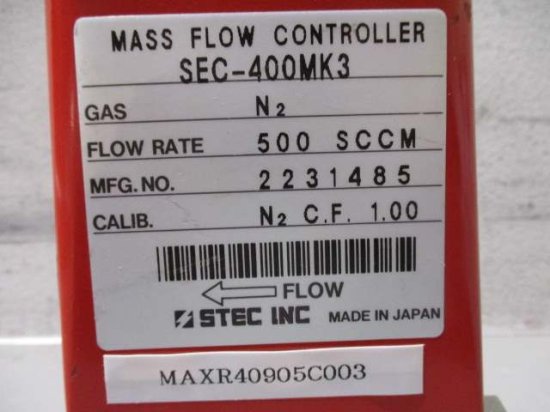 MASS FLOW CONTROLLER
SEC-400MK3
GAS N2
FLOW RATE 500 SCCM
MFG.NO. 2231485
CALIB. N2 C.F. 1.00
FLOW
STEC INC MADE IN JAPAN
MAXR40905C003